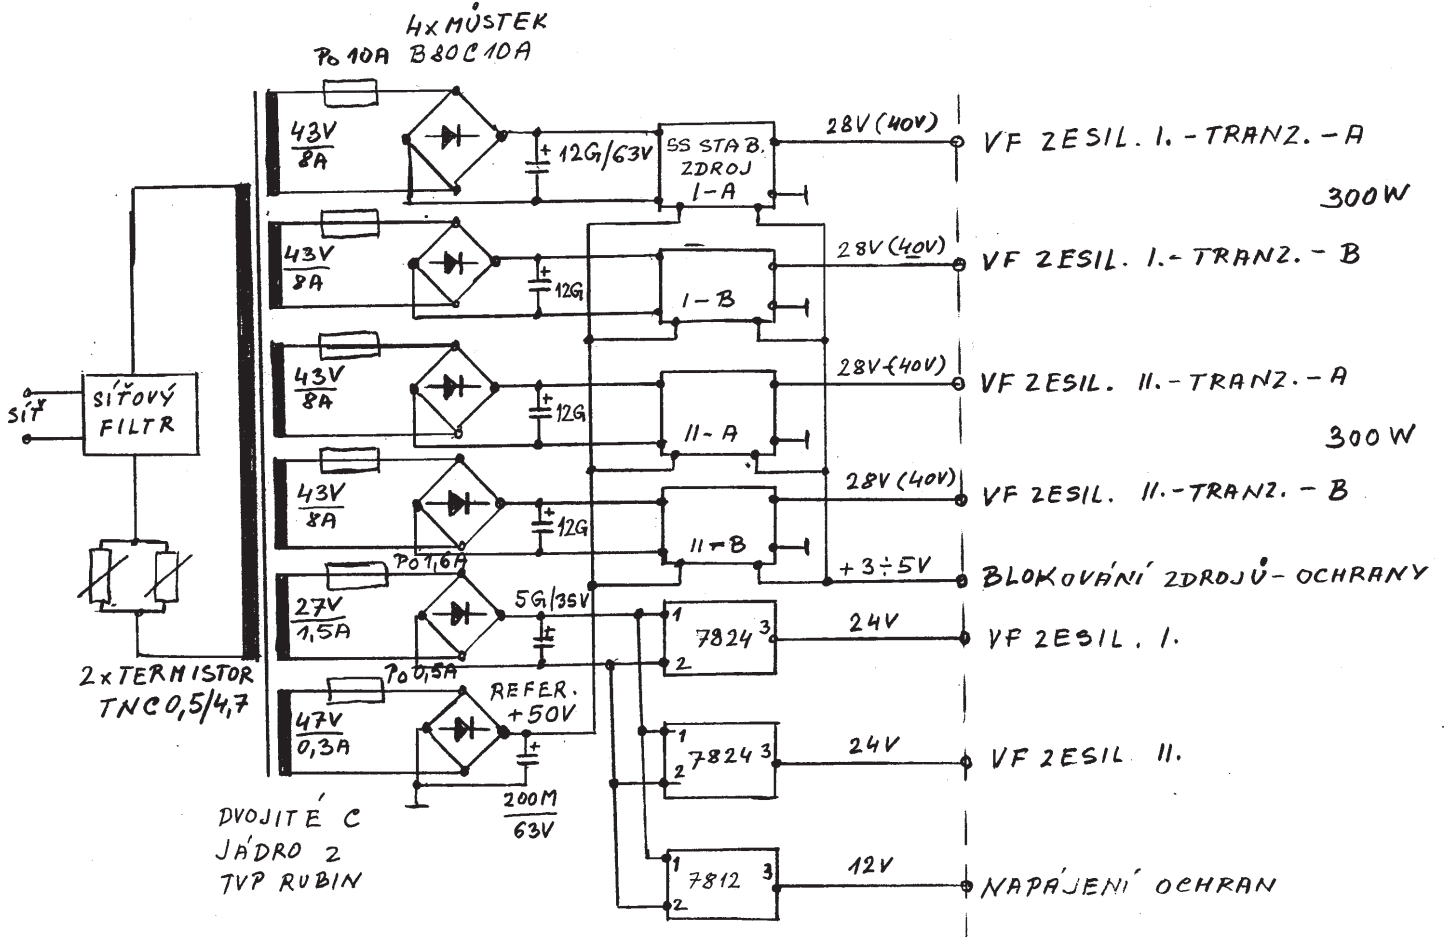 4x MŮSTEK
Po 10A B80C10A
43V
8A
+
12G/63V
SS STAB.
ZDROJ
I-A
28V(40V)
VF ZESIL. I.-TRANZ.-A
300W
43V
8A
+
12G
I-B
28V(40V)
VF ZESIL. I.-TRANZ.-B
43V
8A
+
12G
II-A
28V(40V)
VF ZESIL. II.-TRANZ.-A
300W
SÍŤ
SÍŤOVÝ
FILTR
43V
8A
+
12G
II-B
28V(40V)
VF ZESIL. II.-TRANZ.-B
+3÷5V
BLOKOVÁNÍ ZDROJŮ-OCHRANY
Po 1,6A
27V
1,5A
5G/35V
+
1
2
7824
3
24V
VF ZESIL. I.
2xTERMISTOR
TNC0,5/4,7
Po 0,5A
47V
0,3A
REFER.
+50V
+
200M
63V
1
2
7824
3
24V
VF ZESIL II.
DVOJITÉ C
JÁDRO Z
TVP RUBIN
1
2
7812
3
12V
NAPÁJENÍ OCHRAN